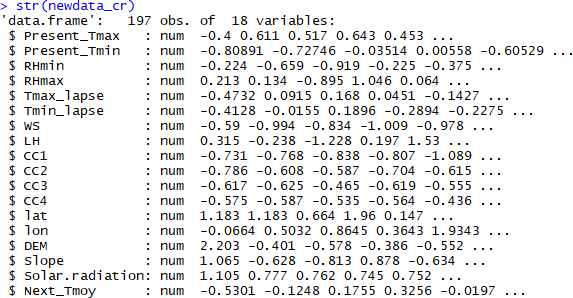 > str(newdata_cr)
'data.frame':   197 obs. of  18 variables:
 $ Present_Tmax   : num  -0.4 0.611 0.517 0.643 0.453 ...
 $ Present_Tmin   : num  -0.80891 -0.72746 -0.03514 0.00558 -0.60529 ...
 $ RHmin          : num  -0.224 -0.659 -0.919 -0.225 -0.375 ...
 $ RHmax          : num  0.213 0.134 -0.895 1.046 0.064 ...
 $ Tmax_lapse     : num  -0.4732 0.0915 0.168 0.0451 -0.1427 ...
 $ Tmin_lapse     : num  -0.4128 -0.0155 0.1896 -0.2894 -0.2275 ...
 $ WS             : num  -0.59 -0.994 -0.834 -1.009 -0.978 ...
 $ LH             : num  0.315 -0.238 -1.228 0.197 1.53 ...
 $ CC1            : num  -0.731 -0.768 -0.838 -0.807 -1.089 ...
 $ CC2            : num  -0.786 -0.608 -0.587 -0.704 -0.615 ...
 $ CC3            : num  -0.617 -0.625 -0.465 -0.619 -0.555 ...
 $ CC4            : num  -0.575 -0.587 -0.535 -0.564 -0.436 ...
 $ lat            : num  1.183 1.183 0.664 1.96 0.147 ...
 $ lon            : num  -0.0664 0.5032 0.8645 0.3643 1.9343 ...
 $ DEM            : num  2.203 -0.401 -0.578 -0.386 -0.552 ...
 $ Slope          : num  1.065 -0.628 -0.813 0.878 -0.634 ...
 $ Solar.radiation: num  1.105 0.777 0.762 0.745 0.752 ...
 $ Next_Tmoy      : num  -0.5301 -0.1248 0.1755 0.3256 -0.0197 ...